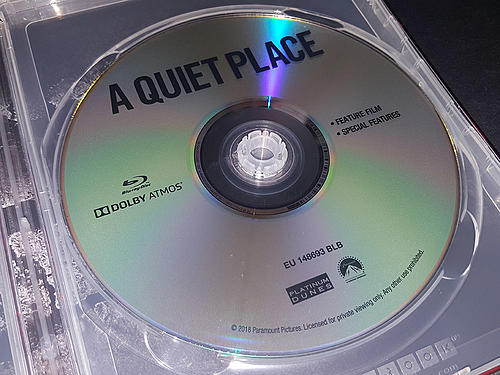 A QUIET PLACE
• FEATURE FILM
• SPECIAL FEATURES
Blu-ray Disc
DOLBY ATMOS®
EU 148693 BLB
PLATINUM
DUNES
© 2018 Paramount Pictures. Licensed for private viewing only. Any other use prohibited.